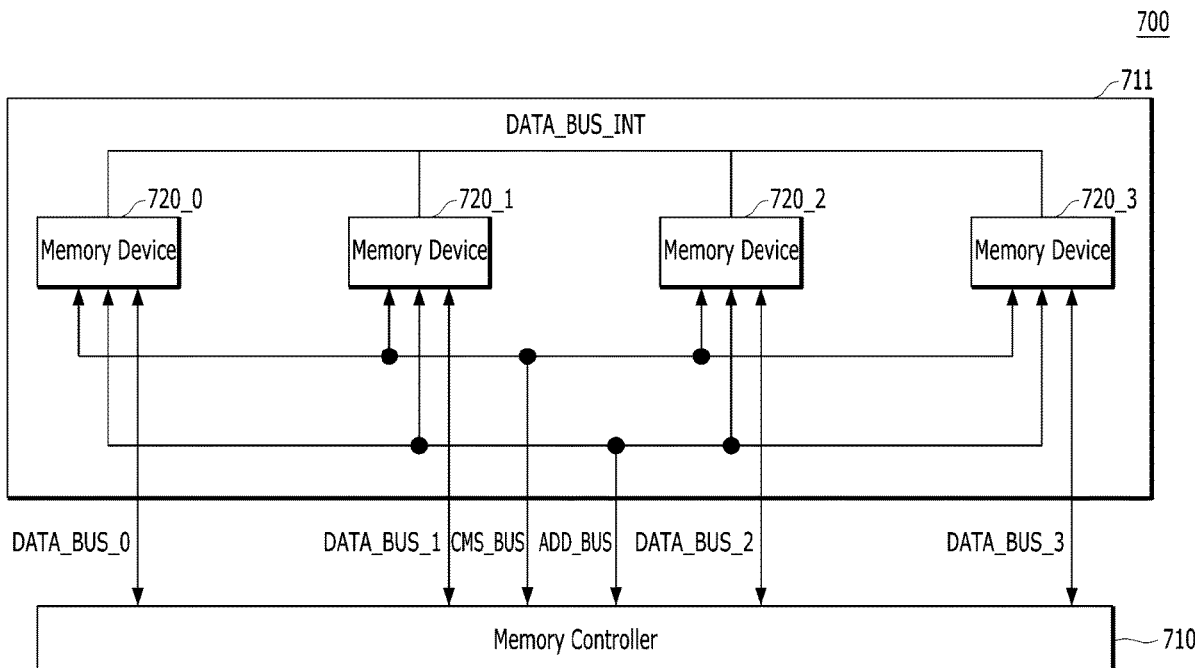 700
711
DATA_BUS_INT
720_0
720_1
720_2
720_3
Memory Device
Memory Device
Memory Device
Memory Device
DATA_BUS_0
DATA_BUS_1
CMS_BUS
ADD_BUS
DATA_BUS_2
DATA_BUS_3
Memory Controller
710